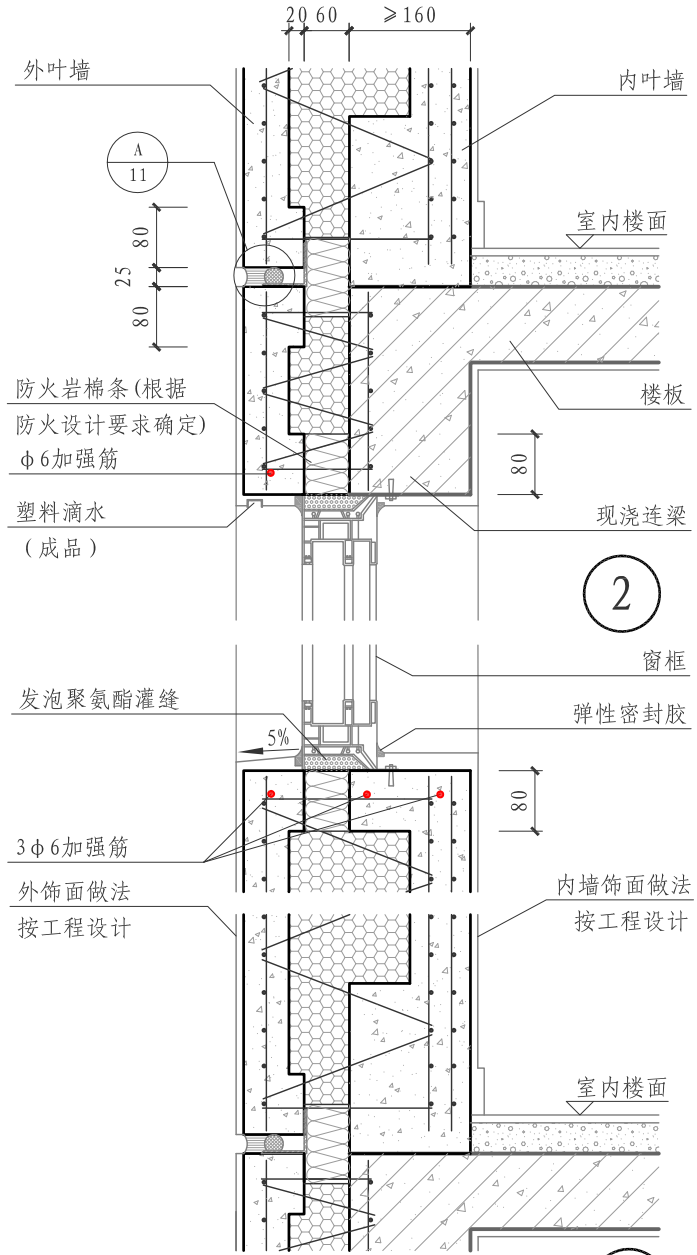 20 60 ≥160
外叶墙
内叶墙
A
11
室内楼面
80
25
80
防火岩棉条(根据
防火设计要求确定)
楼板
φ6加强筋
80
塑料滴水
(成品)
现浇连梁
2
窗框
发泡聚氨酯灌缝
弹性密封胶
5%
80
3φ6加强筋
外饰面做法
按工程设计
内墙饰面做法
按工程设计
室内楼面